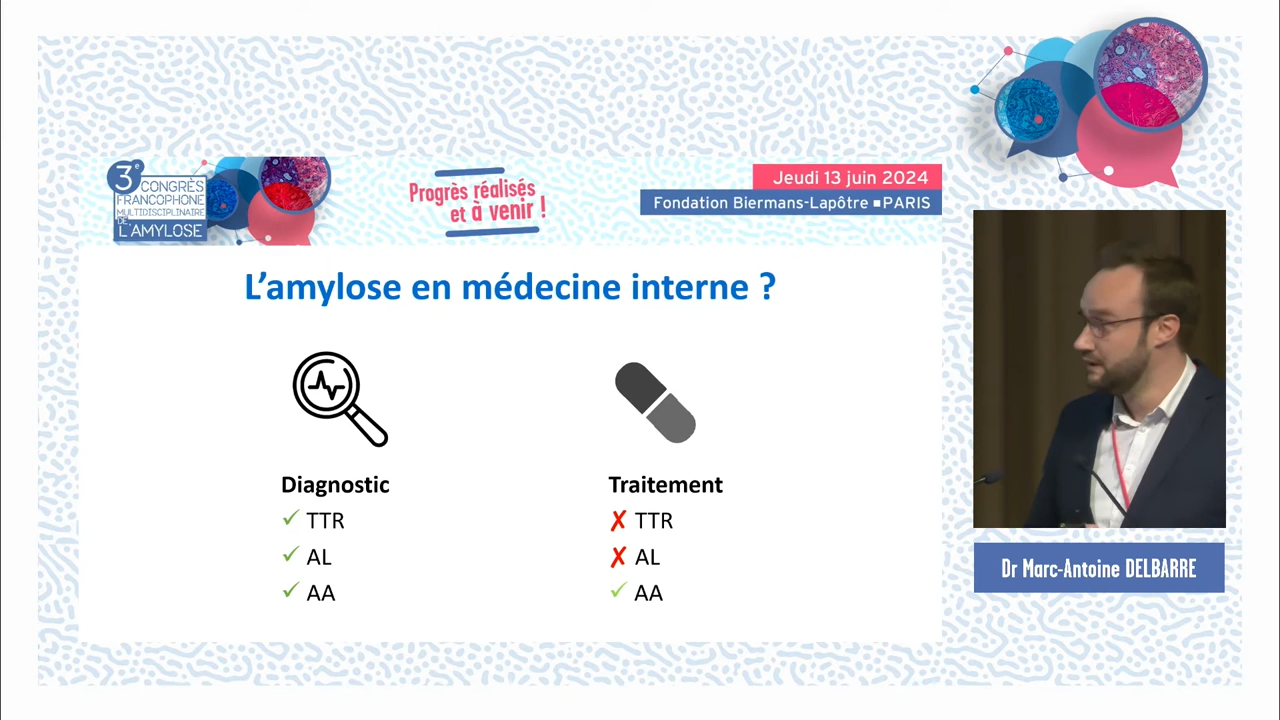 3e
CONGRÈS
FRANCOPHONE
MULTIDISCIPLINAIRE
DE
L'AMYLOSE
Progrès réalisés
et à venir !
Jeudi 13 juin 2024
Fondation Biermans-Lapôtre ■ PARIS
L'amylose en médecine interne ?
Diagnostic
✓ TTR
✓ AL
✓ AA
Traitement
✗ TTR
✗ AL
✓ AA
Dr Marc-Antoine DELBARRE